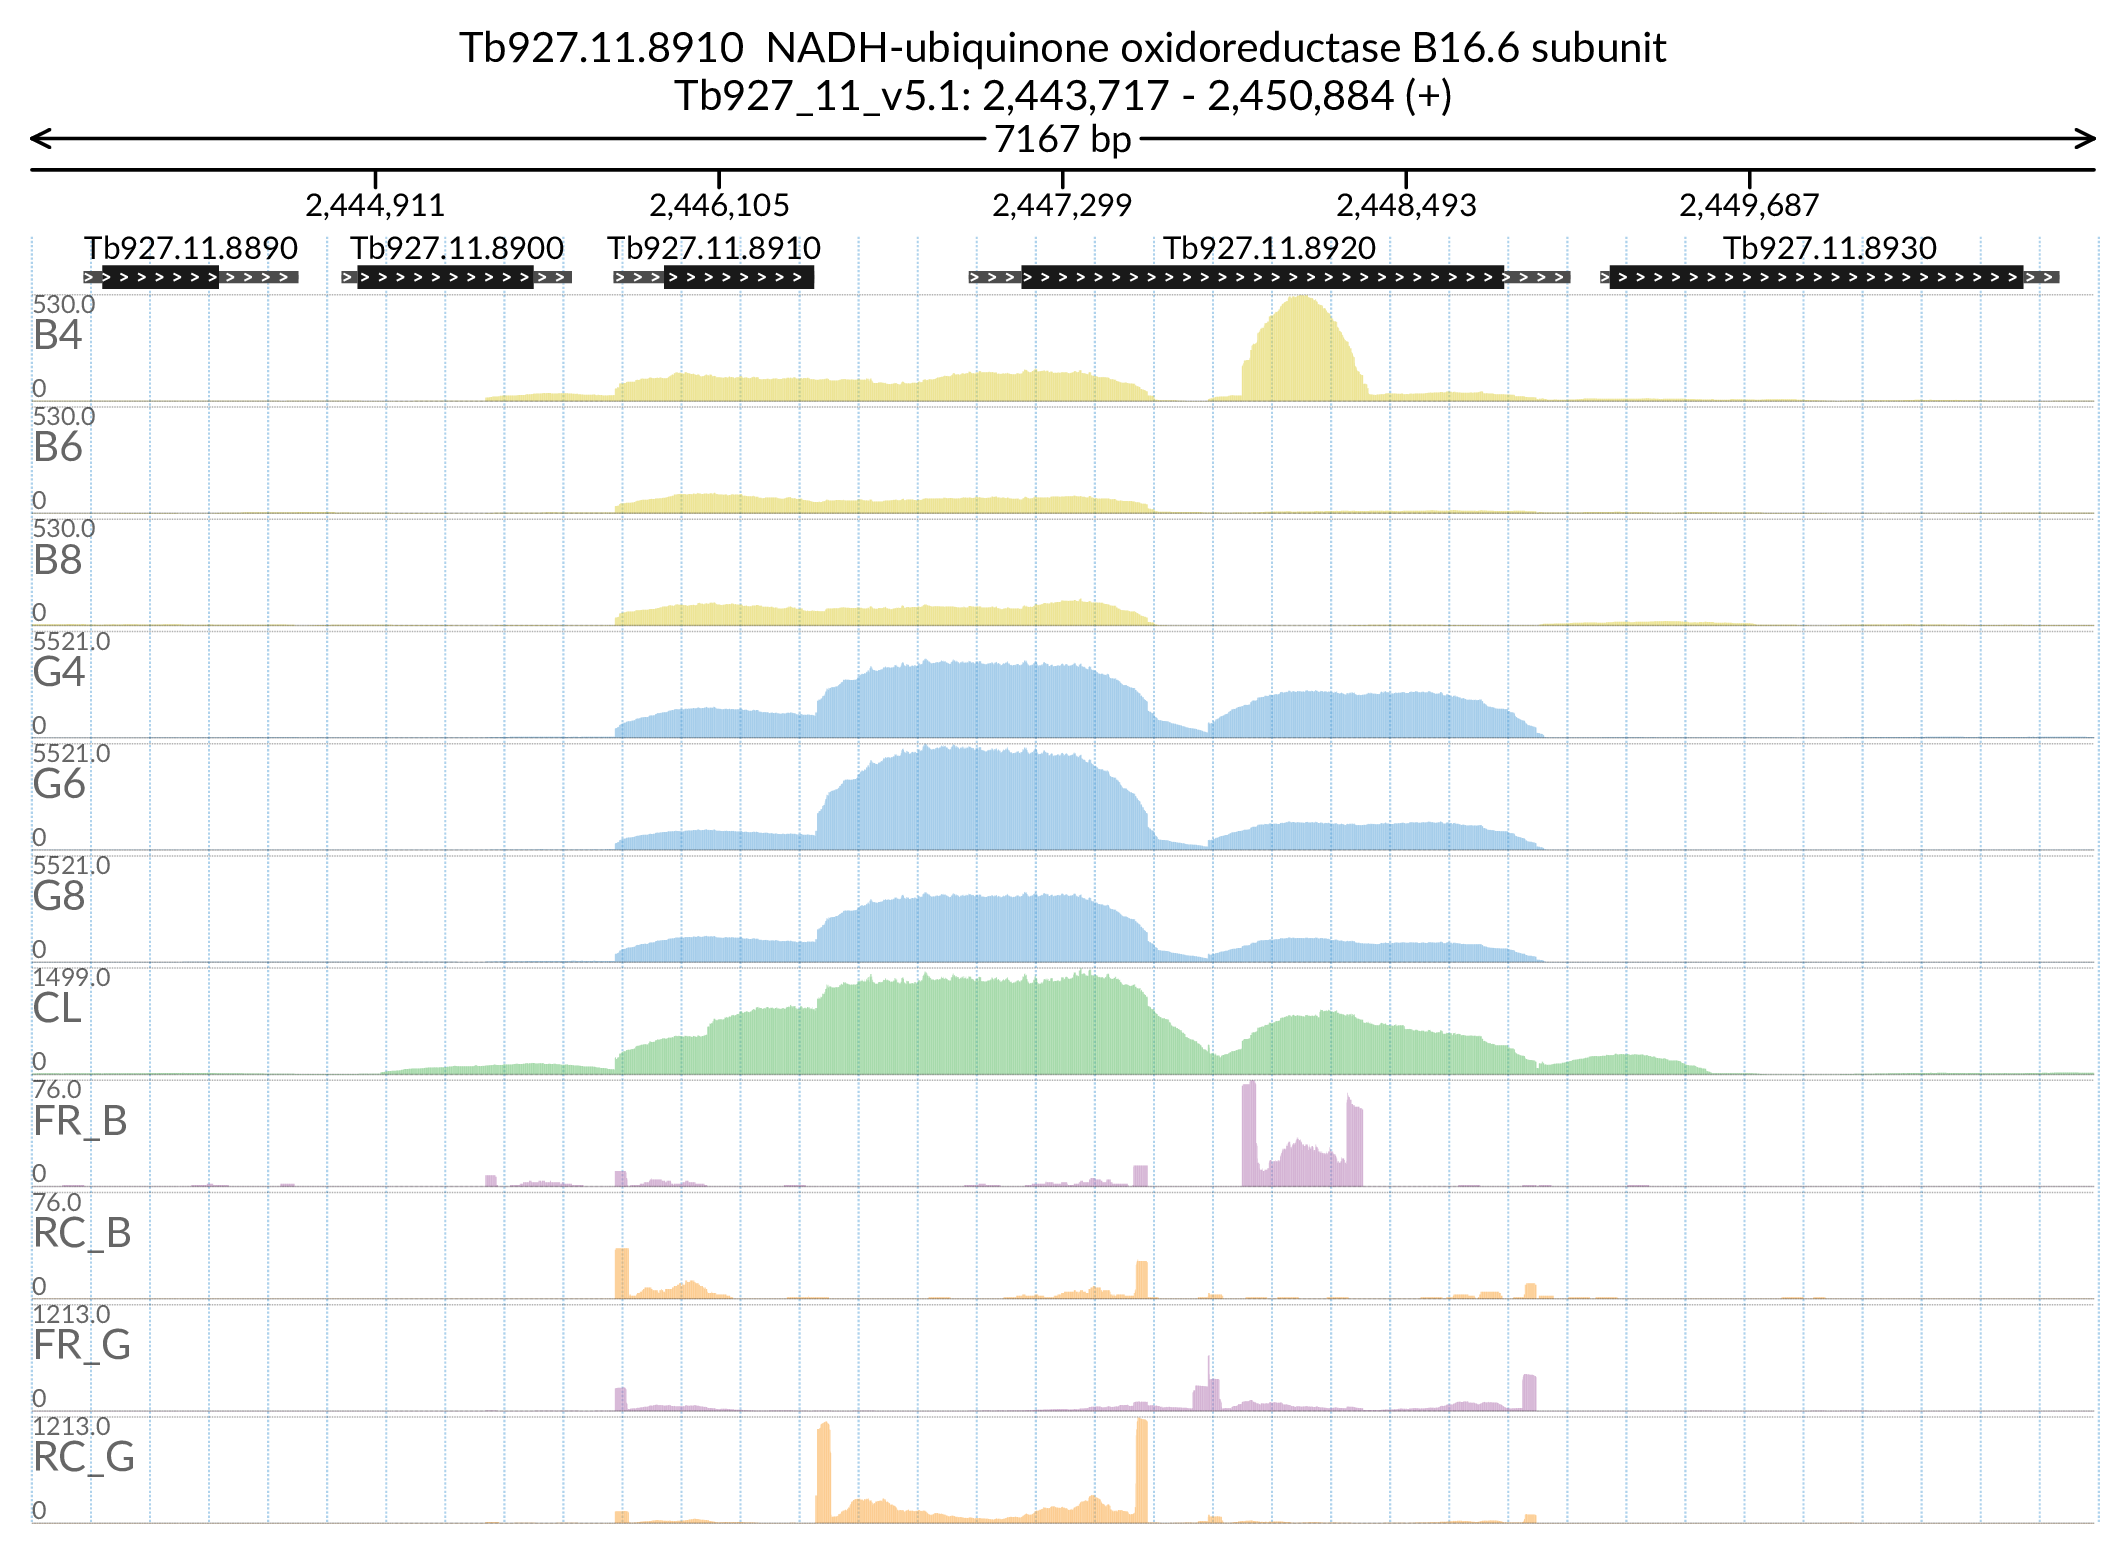 Tb927.11.8910  NADH-ubiquinone oxidoreductase B16.6 subunit
Tb927_11_v5.1: 2,443,717 - 2,450,884 (+)
7167 bp
2,444,911 2,446,105 2,447,299 2,448,493 2,449,687
Tb927.11.8890 Tb927.11.8900 Tb927.11.8910 Tb927.11.8920 Tb927.11.8930
530.0
B4
0
530.0
B6
0
530.0
B8
0
5521.0
G4
0
5521.0
G6
0
5521.0
G8
0
1499.0
CL
0
76.0
FR_B
0
76.0
RC_B
0
1213.0
FR_G
0
1213.0
RC_G
0